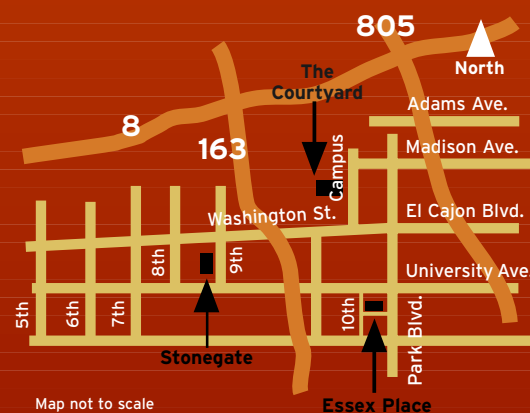 805
North
The
Courtyard
Adams Ave.
8
163
Madison Ave.
Campus
Washington St.
El Cajon Blvd.
8th
9th
University Ave.
5th
6th
7th
10th
Park Blvd.
Stonegate
Map not to scale
Essex Place